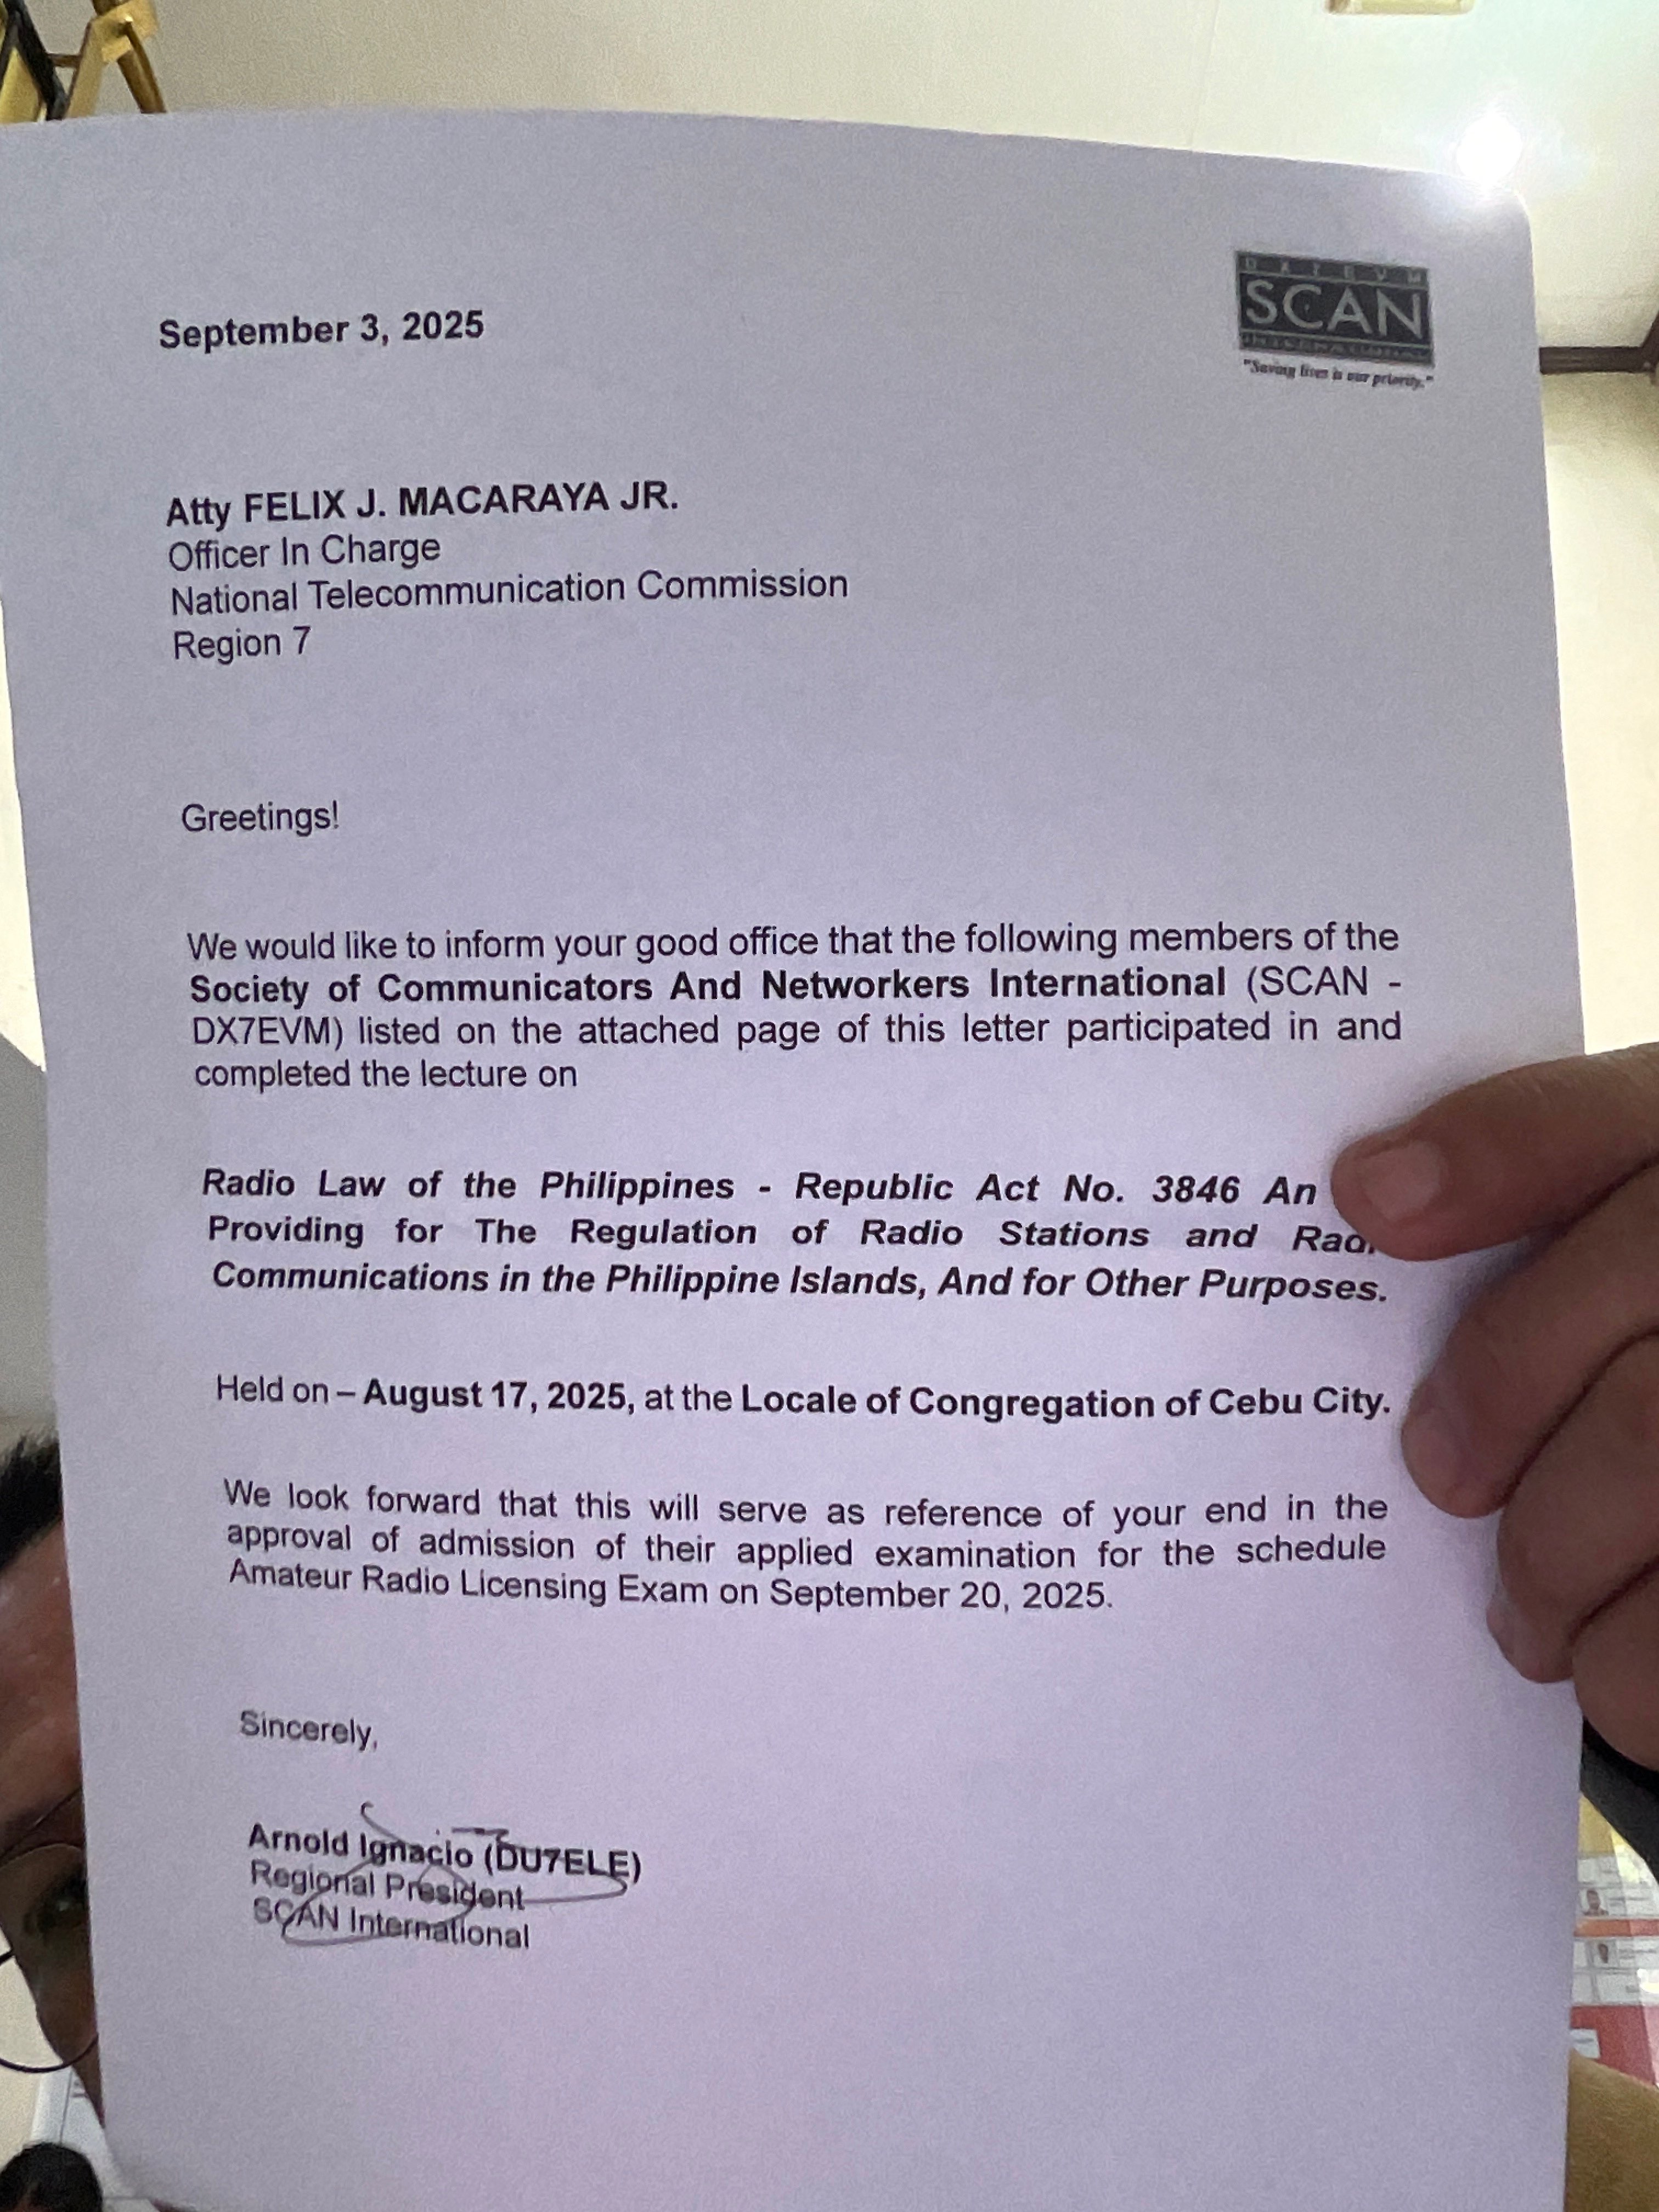 DX7EVM
SCAN
INTERNATIONAL
"Saving lives is our priority."
September 3, 2025
Atty FELIX J. MACARAYA JR.
Officer In Charge
National Telecommunication Commission
Region 7
Greetings!
We would like to inform your good office that the following members of the
Society of Communicators And Networkers International (SCAN -
DX7EVM) listed on the attached page of this letter participated in and
completed the lecture on
Radio Law of the Philippines - Republic Act No. 3846 An
Providing for The Regulation of Radio Stations and
Communications in the Philippine Islands, And for Other Purposes.
Held on – August 17, 2025, at the Locale of Congregation of Cebu City.
We look forward that this will serve as reference of your end in the
approval of admission of their applied examination for the schedule
Amateur Radio Licensing Exam on September 20, 2025.
Sincerely,
Arnold Ignacio (DU7ELE)
Regional President
SCAN International